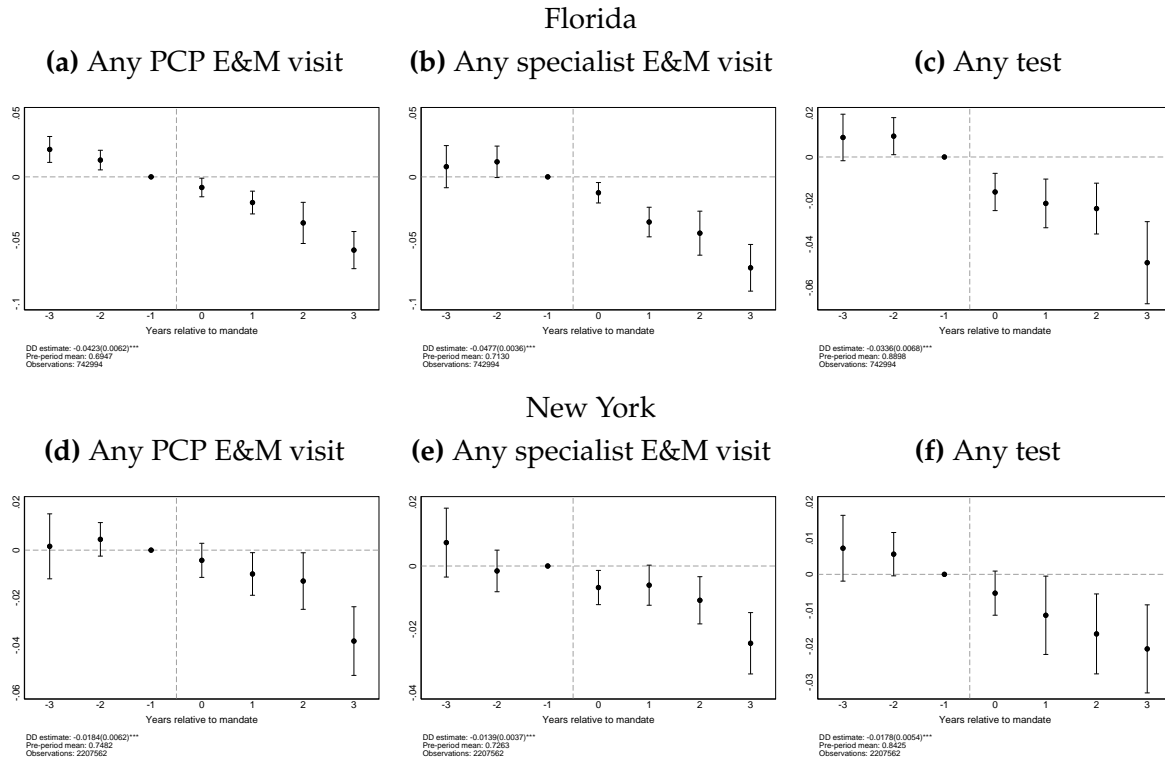 Florida
(a) Any PCP E&M visit
(b) Any specialist E&M visit
(c) Any test
.05
0
-.05
-.1
-3 -2 -1 0 1 2 3
Years relative to mandate
DD estimate: -0.0423(0.0062)***
Pre-period mean: 0.6947
Observations: 742994
.05
0
-.05
-.1
-3 -2 -1 0 1 2 3
Years relative to mandate
DD estimate: -0.0477(0.0036)***
Pre-period mean: 0.7130
Observations: 742994
.02
0
-.02
-.04
-.06
-3 -2 -1 0 1 2 3
Years relative to mandate
DD estimate: -0.0336(0.0068)***
Pre-period mean: 0.8898
Observations: 742994
New York
(d) Any PCP E&M visit
(e) Any specialist E&M visit
(f) Any test
.02
0
-.02
-.04
-.06
-3 -2 -1 0 1 2 3
Years relative to mandate
DD estimate: -0.0184(0.0062)***
Pre-period mean: 0.7482
Observations: 2207562
.02
0
-.02
-.04
-3 -2 -1 0 1 2 3
Years relative to mandate
DD estimate: -0.0139(0.0037)***
Pre-period mean: 0.7263
Observations: 2207562
.02
.01
0
-.01
-.02
-.03
-3 -2 -1 0 1 2 3
Years relative to mandate
DD estimate: -0.0178(0.0054)***
Pre-period mean: 0.8425
Observations: 2207562